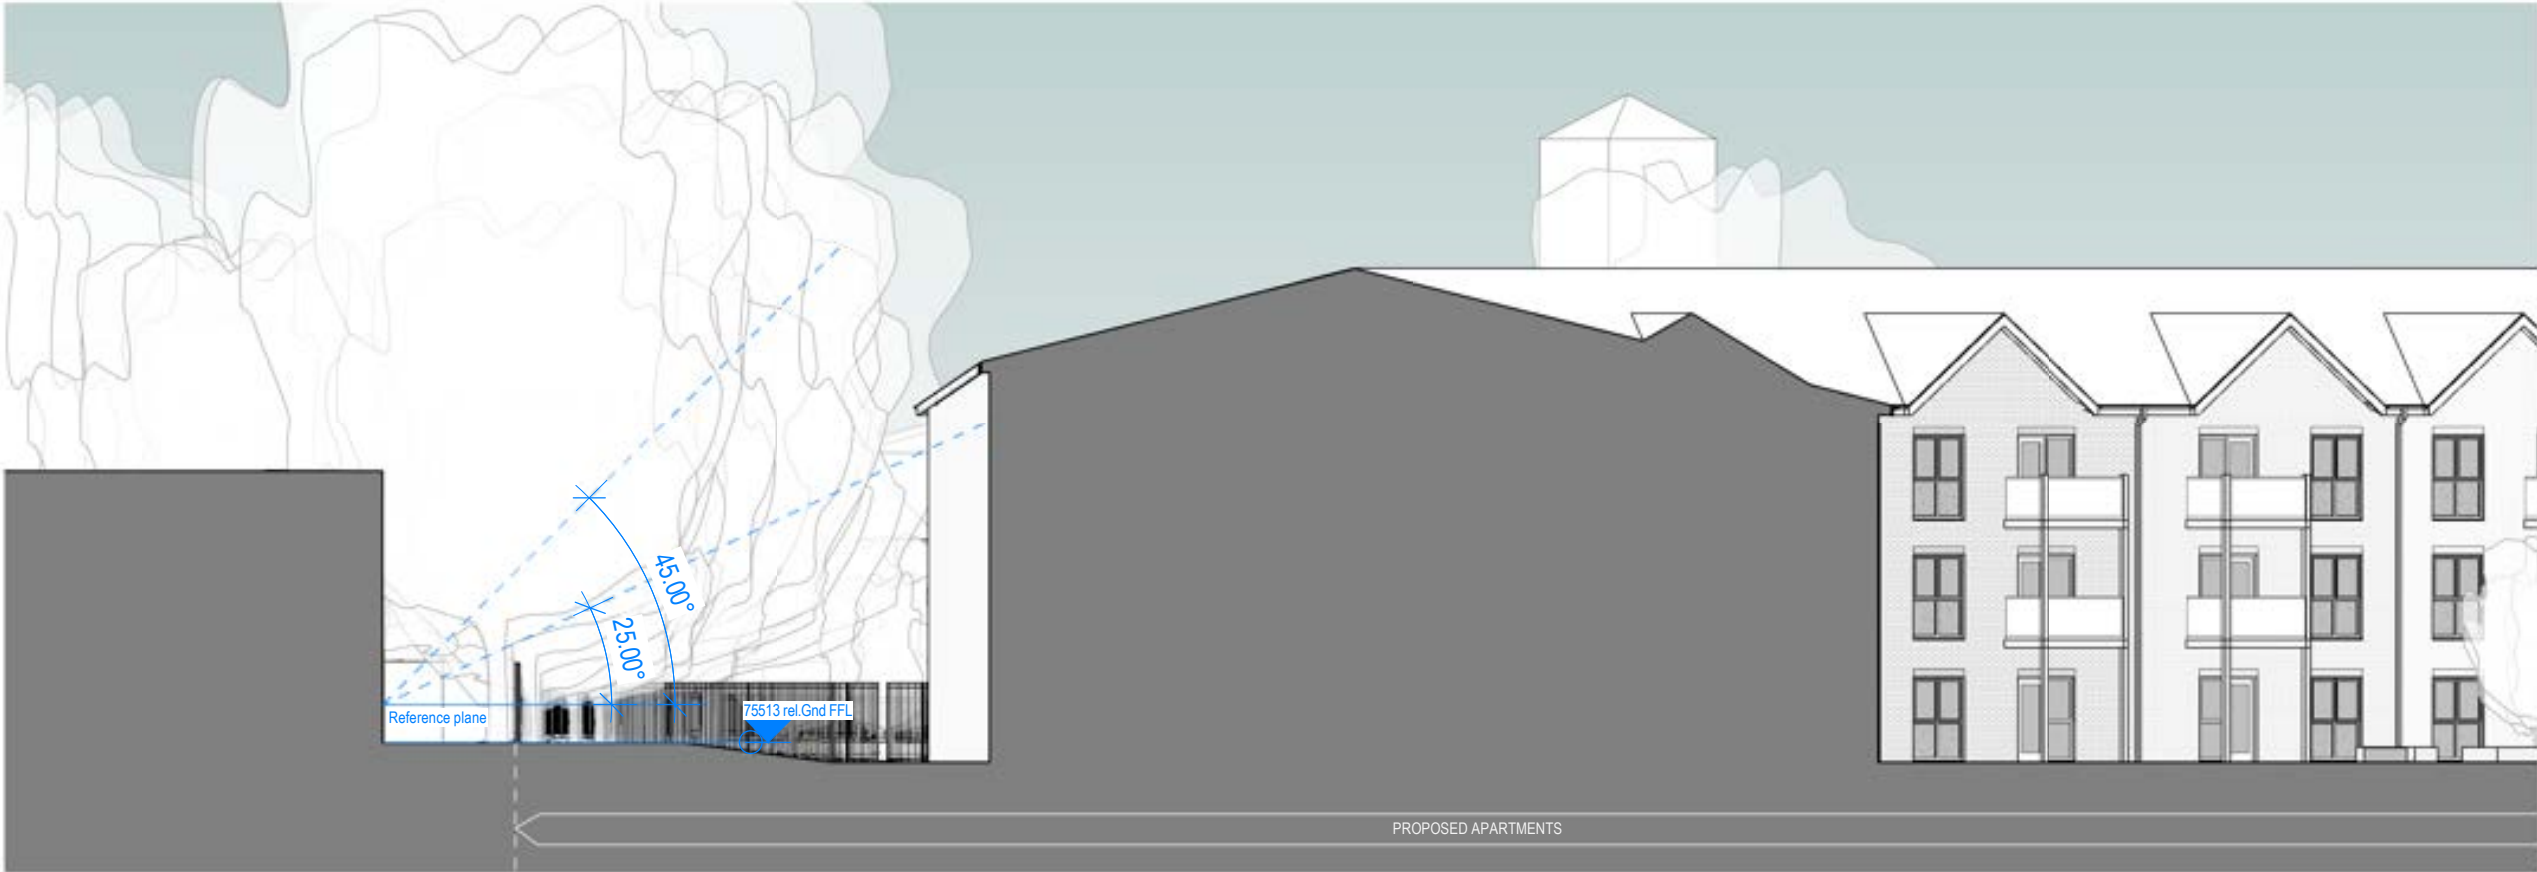 45.00°
25.00°
Reference plane
75513 rel.Gnd FFL
PROPOSED APARTMENTS